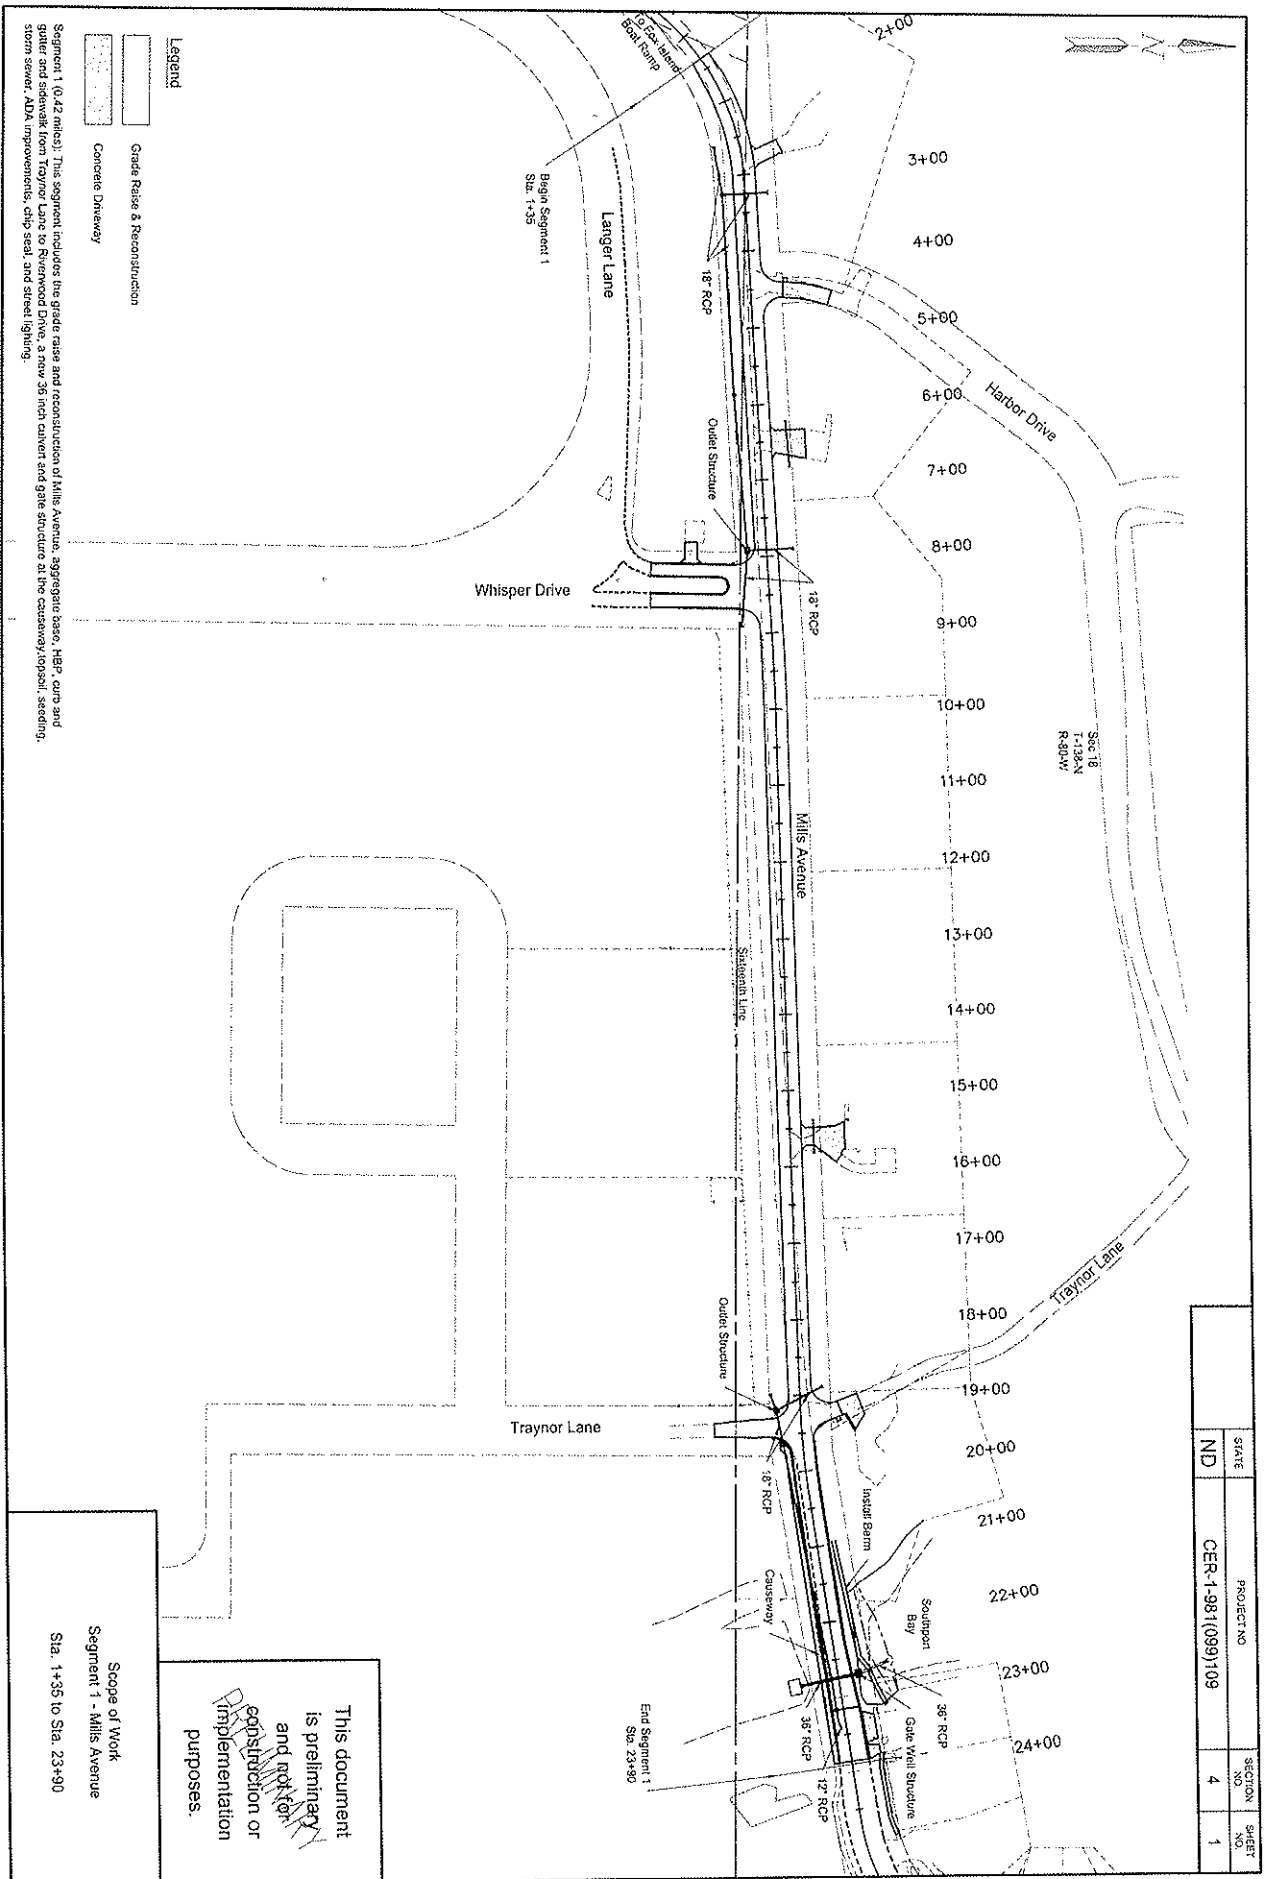 STATE
PROJECT NO
SECTION NO.
SHEET NO.
ND
CER-1-981(099)109
4
1
N
2+00
3+00
4+00
5+00
6+00
7+00
8+00
9+00
10+00
11+00
12+00
13+00
14+00
15+00
16+00
17+00
18+00
19+00
20+00
21+00
22+00
23+00
24+00
Harbor Drive
Sec 18
T-138-N
R-80-W
Traynor Lane
To Fox Island
Boat Ramp
18" RCP
Outlet Structure
18" RCP
Mills Avenue
Sixteenth Line
Outlet Structure
18" RCP
Install Berm
Southport
Bay
Causeway
36" RCP
Gate Well Structure
36" RCP
12" RCP
Begin Segment 1
Sta. 1+35
Langer Lane
Whisper Drive
Traynor Lane
End Segment 1
Sta. 23+90
Legend
Grade Raise & Reconstruction
Concrete Driveway
Segment 1 (0.42 miles): This segment includes the grade raise and reconstruction of Mills Avenue, aggregate base, HBP, curb and
gutter and sidewalk from Traynor Lane to Riverwood Drive, a new 36 inch culvert and gate structure at the causeway,topsoil, seeding,
storm sewer, ADA improvements, chip seal, and street lighting.
This document
is preliminary
and not for
construction or
implementation
purposes.
PRELIMINARY
Scope of Work
Segment 1 - Mills Avenue
Sta. 1+35 to Sta. 23+90